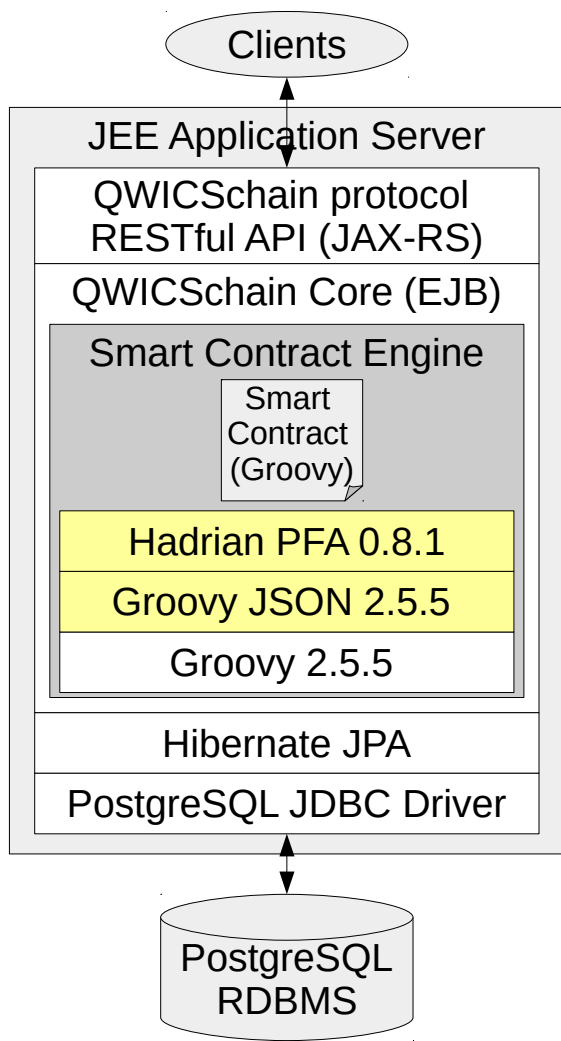 Clients
JEE Application Server
QWICSchain protocol
RESTful API (JAX-RS)
QWICSchain Core (EJB)
Smart Contract Engine
Smart
Contract
(Groovy)
Hadrian PFA 0.8.1
Groovy JSON 2.5.5
Groovy 2.5.5
Hibernate JPA
PostgreSQL JDBC Driver
PostgreSQL
RDBMS